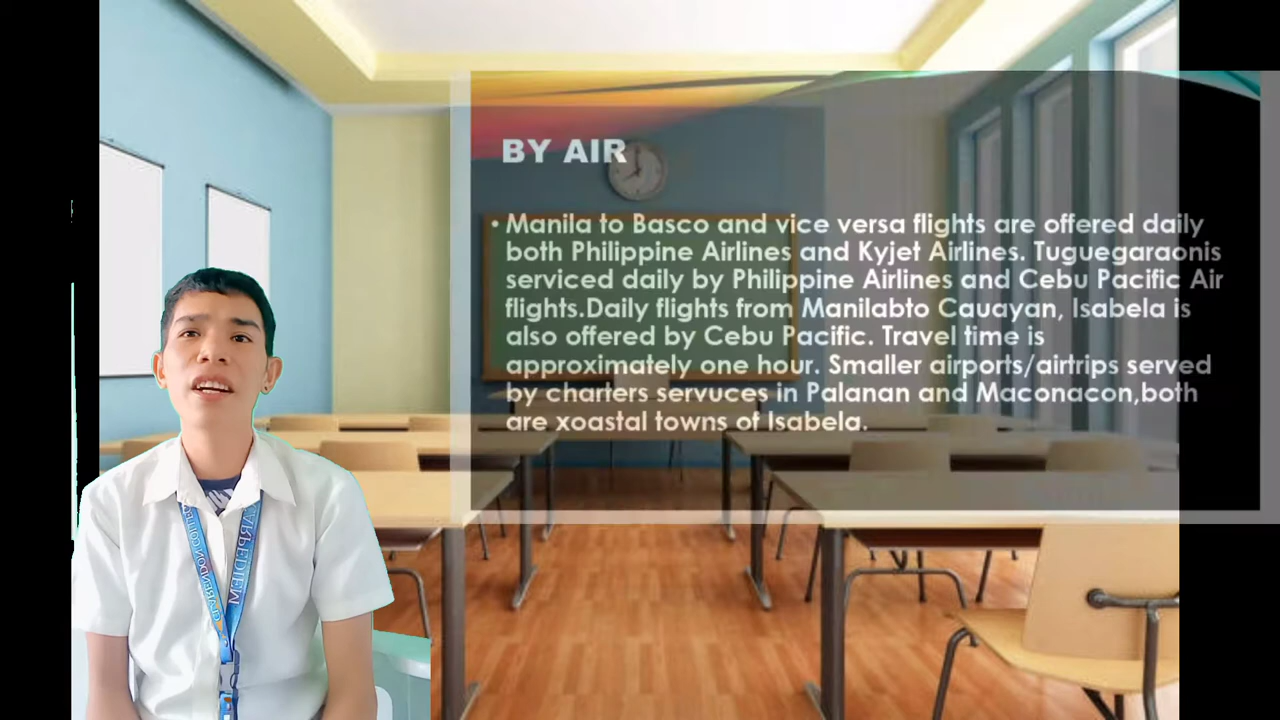 BY AIR
• Manila to Basco and vice versa flights are offered daily
both Philippine Airlines and Kyjet Airlines. Tuguegaraonis
serviced daily by Philippine Airlines and Cebu Pacific Air
flights.Daily flights from Manilabto Cauayan, Isabela is
also offered by Cebu Pacific. Travel time is
approximately one hour. Smaller airports/airtrips served
by charters servuces in Palanan and Maconacon,both
are xoastal towns of Isabela.
CARPEDIEM
CLARENDON COLLEGE